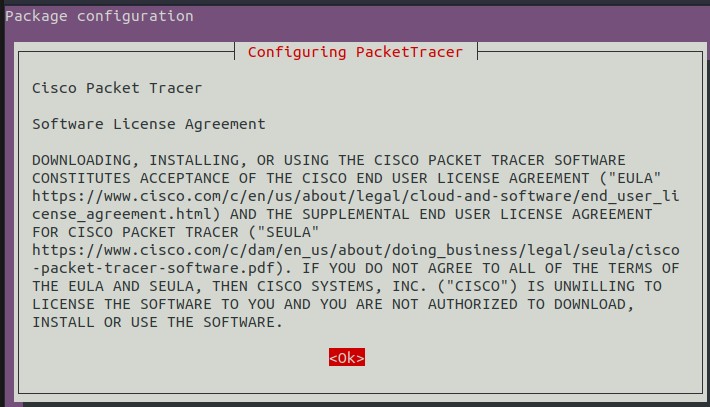 Package configuration
Configuring PacketTracer
Cisco Packet Tracer
Software License Agreement
DOWNLOADING, INSTALLING, OR USING THE CISCO PACKET TRACER SOFTWARE
CONSTITUTES ACCEPTANCE OF THE CISCO END USER LICENSE AGREEMENT ("EULA"
https://www.cisco.com/c/en/us/about/legal/cloud-and-software/end_user_li
cense_agreement.html) AND THE SUPPLEMENTAL END USER LICENSE AGREEMENT
FOR CISCO PACKET TRACER ("SEULA"
https://www.cisco.com/c/dam/en_us/about/doing_business/legal/seula/cisco
-packet-tracer-software.pdf). IF YOU DO NOT AGREE TO ALL OF THE TERMS OF
THE EULA AND SEULA, THEN CISCO SYSTEMS, INC. ("CISCO") IS UNWILLING TO
LICENSE THE SOFTWARE TO YOU AND YOU ARE NOT AUTHORIZED TO DOWNLOAD,
INSTALL OR USE THE SOFTWARE.
<Ok>